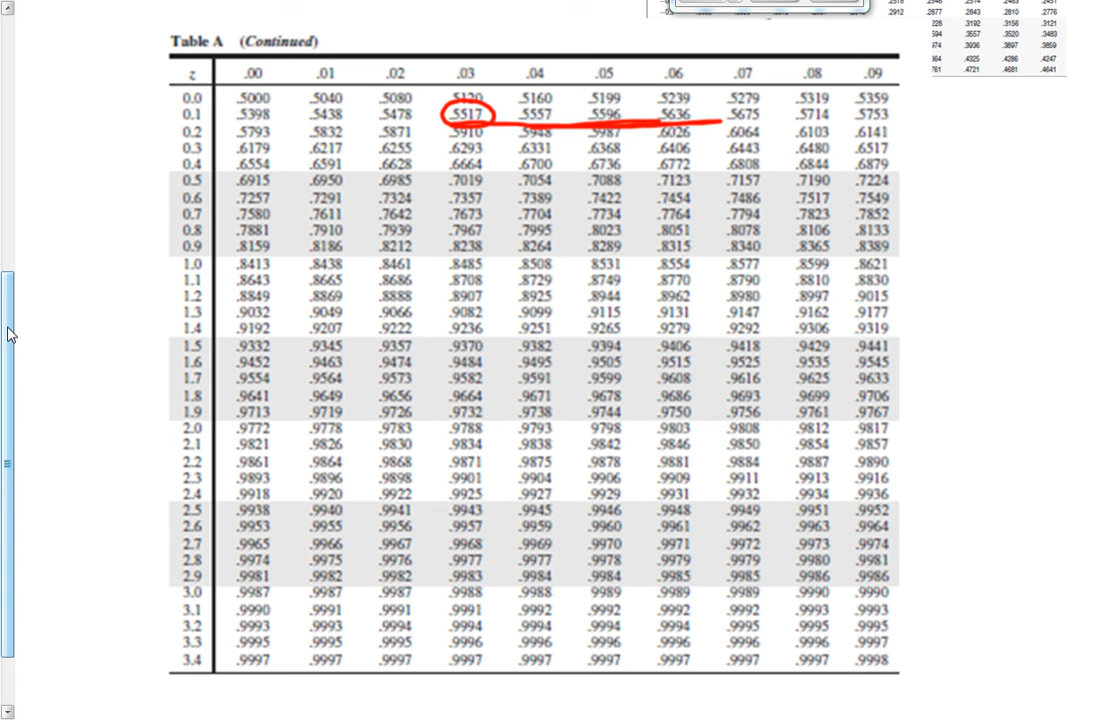 .2912 .2877 .2843 .2810 .2776
.3192 .3156 .3121
.3557 .3520 .3483
.3936 .3897 .3859
.4325 .4286 .4247
.4721 .4681 .4641
Table A (Continued)
z .00 .01 .02 .03 .04 .05 .06 .07 .08 .09
0.0 .5000 .5040 .5080 .5120 .5160 .5199 .5239 .5279 .5319 .5359
0.1 .5398 .5438 .5478 .5517 .5557 .5596 .5636 .5675 .5714 .5753
0.2 .5793 .5832 .5871 .5910 .5948 .5987 .6026 .6064 .6103 .6141
0.3 .6179 .6217 .6255 .6293 .6331 .6368 .6406 .6443 .6480 .6517
0.4 .6554 .6591 .6628 .6664 .6700 .6736 .6772 .6808 .6844 .6879
0.5 .6915 .6950 .6985 .7019 .7054 .7088 .7123 .7157 .7190 .7224
0.6 .7257 .7291 .7324 .7357 .7389 .7422 .7454 .7486 .7517 .7549
0.7 .7580 .7611 .7642 .7673 .7704 .7734 .7764 .7794 .7823 .7852
0.8 .7881 .7910 .7939 .7967 .7995 .8023 .8051 .8078 .8106 .8133
0.9 .8159 .8186 .8212 .8238 .8264 .8289 .8315 .8340 .8365 .8389
1.0 .8413 .8438 .8461 .8485 .8508 .8531 .8554 .8577 .8599 .8621
1.1 .8643 .8665 .8686 .8708 .8729 .8749 .8770 .8790 .8810 .8830
1.2 .8849 .8869 .8888 .8907 .8925 .8944 .8962 .8980 .8997 .9015
1.3 .9032 .9049 .9066 .9082 .9099 .9115 .9131 .9147 .9162 .9177
1.4 .9192 .9207 .9222 .9236 .9251 .9265 .9279 .9292 .9306 .9319
1.5 .9332 .9345 .9357 .9370 .9382 .9394 .9406 .9418 .9429 .9441
1.6 .9452 .9463 .9474 .9484 .9495 .9505 .9515 .9525 .9535 .9545
1.7 .9554 .9564 .9573 .9582 .9591 .9599 .9608 .9616 .9625 .9633
1.8 .9641 .9649 .9656 .9664 .9671 .9678 .9686 .9693 .9699 .9706
1.9 .9713 .9719 .9726 .9732 .9738 .9744 .9750 .9756 .9761 .9767
2.0 .9772 .9778 .9783 .9788 .9793 .9798 .9803 .9808 .9812 .9817
2.1 .9821 .9826 .9830 .9834 .9838 .9842 .9846 .9850 .9854 .9857
2.2 .9861 .9864 .9868 .9871 .9875 .9878 .9881 .9884 .9887 .9890
2.3 .9893 .9896 .9898 .9901 .9904 .9906 .9909 .9911 .9913 .9916
2.4 .9918 .9920 .9922 .9925 .9927 .9929 .9931 .9932 .9934 .9936
2.5 .9938 .9940 .9941 .9943 .9945 .9946 .9948 .9949 .9951 .9952
2.6 .9953 .9955 .9956 .9957 .9959 .9960 .9961 .9962 .9963 .9964
2.7 .9965 .9966 .9967 .9968 .9969 .9970 .9971 .9972 .9973 .9974
2.8 .9974 .9975 .9976 .9977 .9977 .9978 .9979 .9979 .9980 .9981
2.9 .9981 .9982 .9982 .9983 .9984 .9984 .9985 .9985 .9986 .9986
3.0 .9987 .9987 .9987 .9988 .9988 .9989 .9989 .9989 .9990 .9990
3.1 .9990 .9991 .9991 .9991 .9992 .9992 .9992 .9992 .9993 .9993
3.2 .9993 .9993 .9994 .9994 .9994 .9994 .9994 .9995 .9995 .9995
3.3 .9995 .9995 .9995 .9996 .9996 .9996 .9996 .9996 .9996 .9997
3.4 .9997 .9997 .9997 .9997 .9997 .9997 .9997 .9997 .9997 .9998